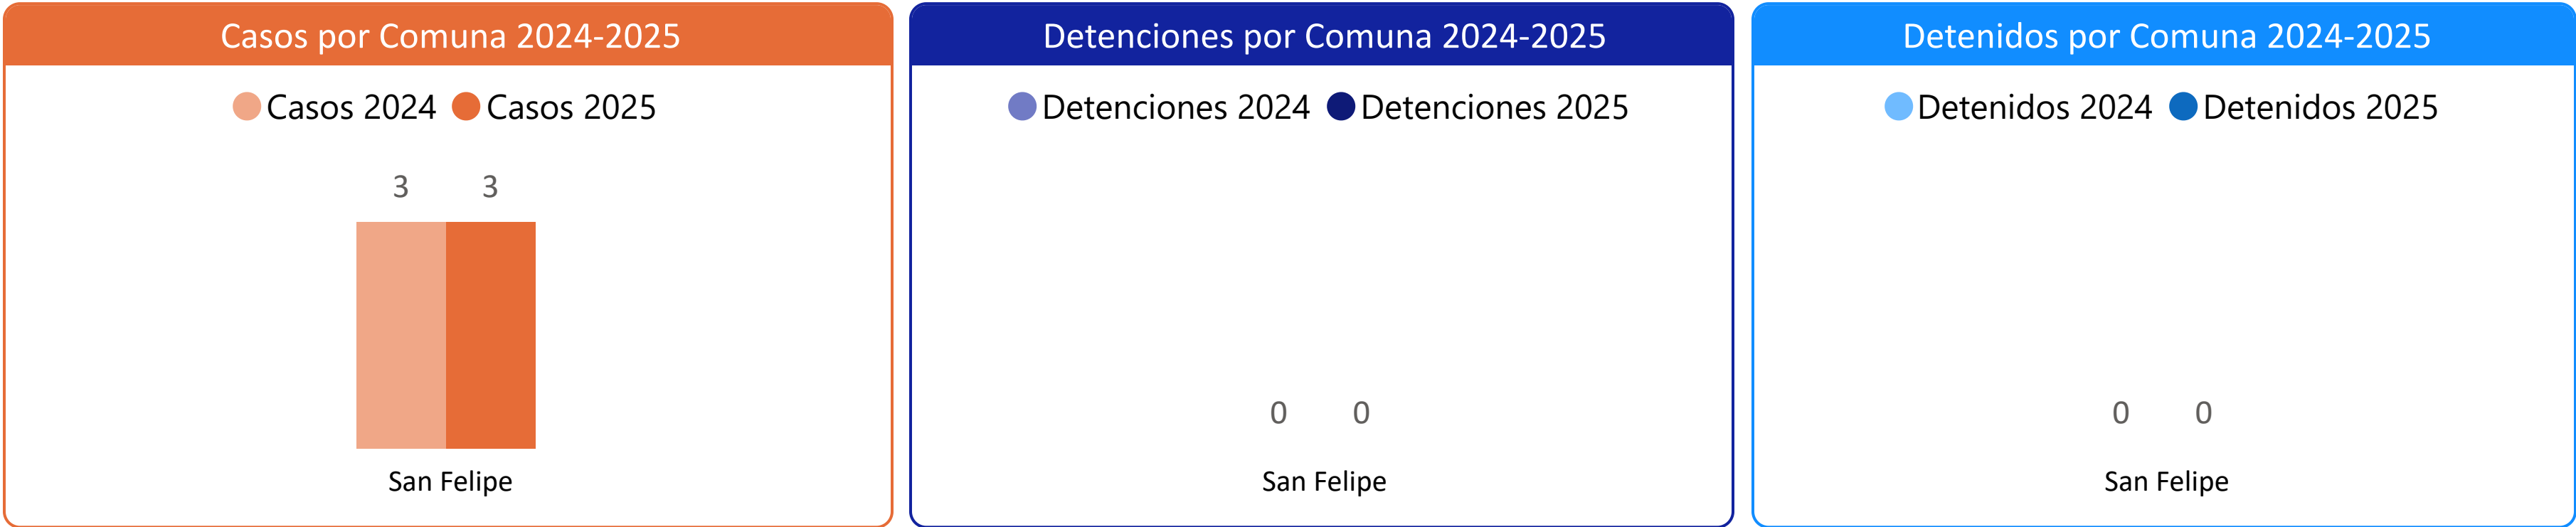 Casos por Comuna 2024-2025
Casos 2024 Casos 2025
3 3
San Felipe
Detenciones por Comuna 2024-2025
Detenciones 2024 Detenciones 2025
0 0
San Felipe
Detenidos por Comuna 2024-2025
Detenidos 2024 Detenidos 2025
0 0
San Felipe